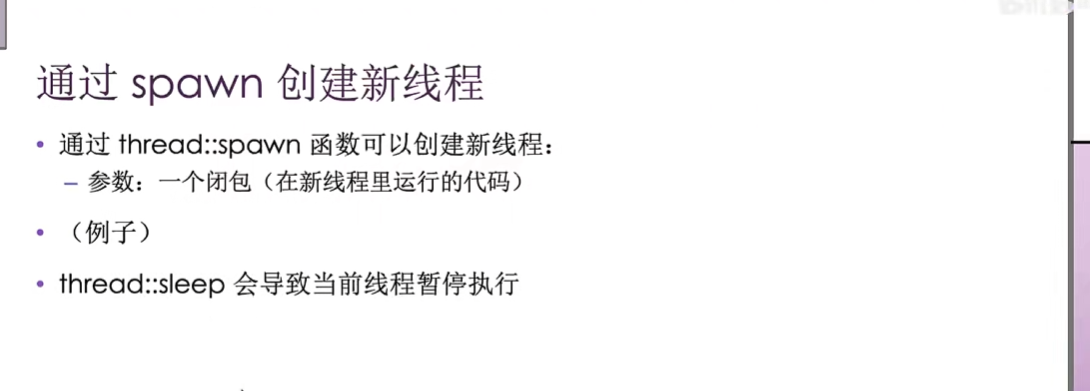 通过 spawn 创建新线程
• 通过 thread::spawn 函数可以创建新线程：
– 参数：一个闭包（在新线程里运行的代码）
• （例子）
• thread::sleep 会导致当前线程暂停执行